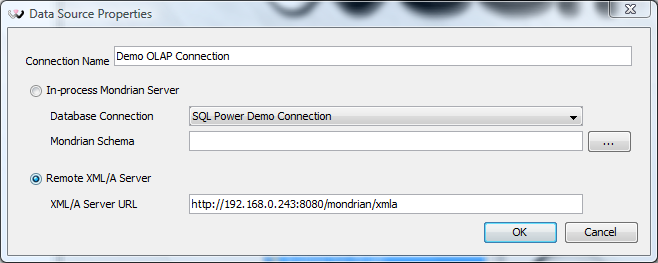 Data Source Properties
Connection Name Demo OLAP Connection
In-process Mondrian Server
Database Connection SQL Power Demo Connection
Mondrian Schema ...
Remote XML/A Server
XML/A Server URL http://192.168.0.243:8080/mondrian/xmla
OK Cancel